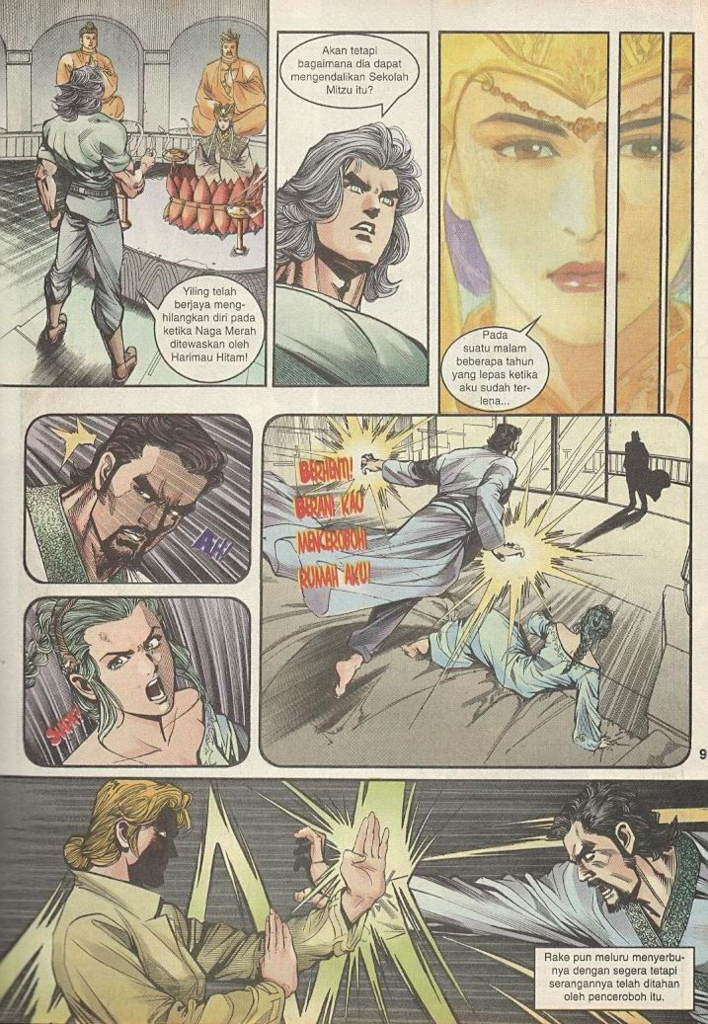 Yiling telah
berjaya meng-
hilangkan diri pada
ketika Naga Merah
ditewaskan oleh
Harimau Hitam!
Akan tetapi
bagaimana dia dapat
mengendalikan Sekolah
Mitzu itu?
Pada
suatu malam
beberapa tahun
yang lepas ketika
aku sudah ter-
lena...
AH!
BERHENTI!
BERANI KAU
MENCEROBOHI
RUMAH AKU!
9
Rake pun meluru menyerbu-
nya dengan segera tetapi
serangannya telah ditahan
oleh penceroboh itu.